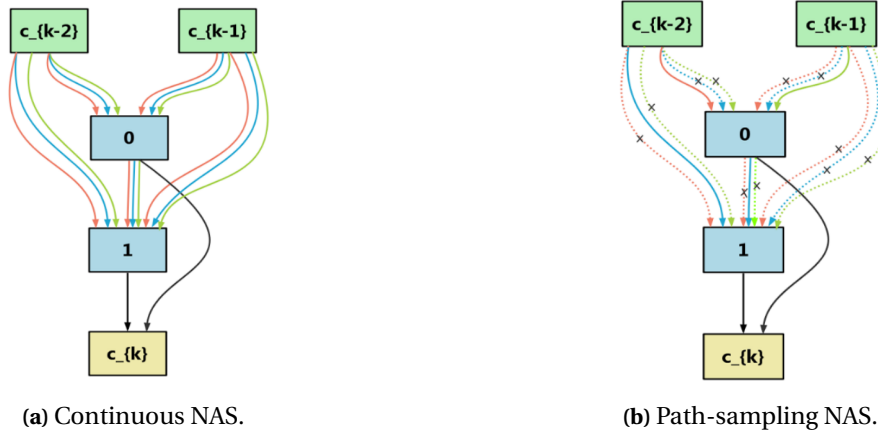 c_{k-2} c_{k-1} c_{k-2} c_{k-1}
0 0
1 1
c_{k} c_{k}
(a) Continuous NAS. (b) Path-sampling NAS.